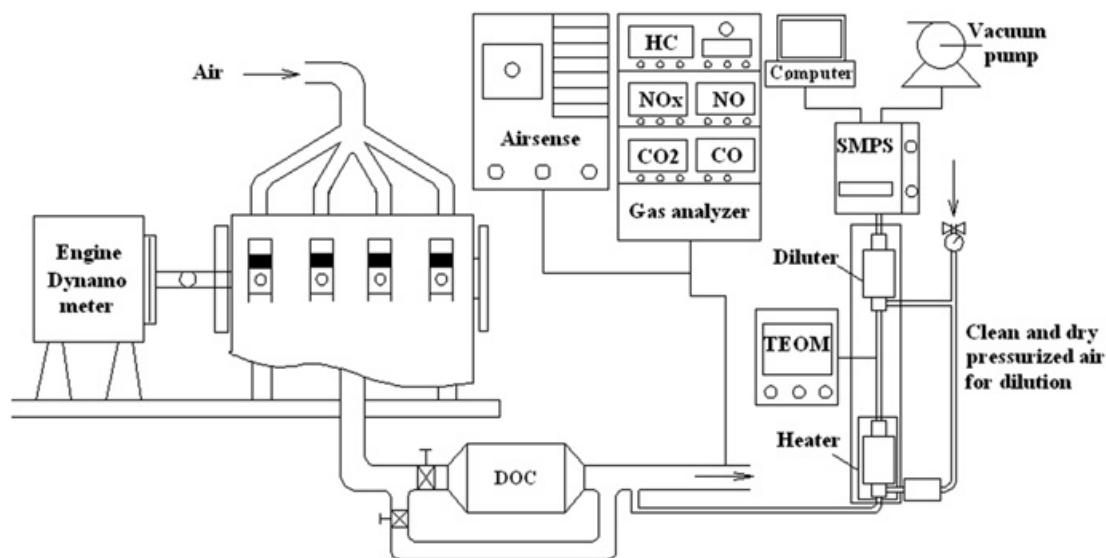 Air
Engine
Dynamo
meter
Airsense
HC
NOx
NO
CO2
CO
Gas analyzer
Computer
Vacuum
pump
SMPS
Diluter
TEOM
Clean and dry
pressurized air
for dilution
Heater
DOC